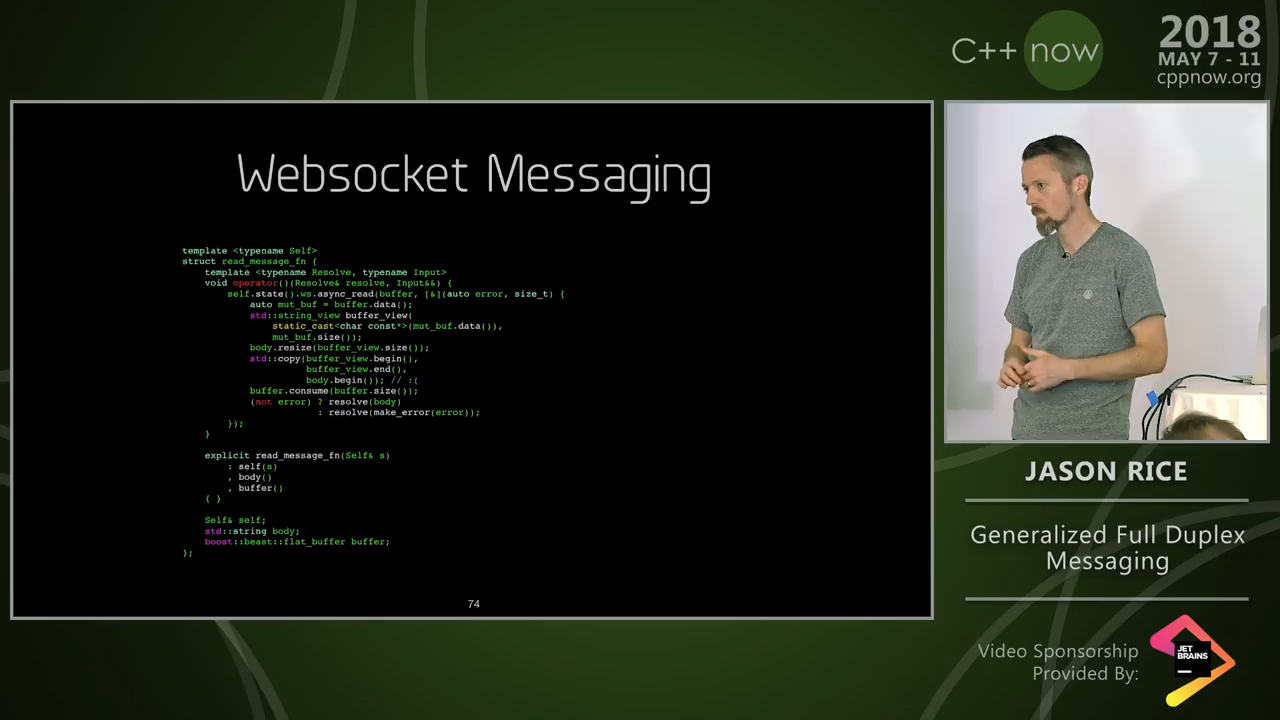 C++ now
2018
MAY 7 - 11
cppnow.org
Websocket Messaging
template <typename Self>
struct read_message_fn {
    template <typename Resolve, typename Input>
    void operator()(Resolve& resolve, Input&&) {
        self.state().ws.async_read(buffer, [&](auto error, size_t) {
            auto mut_buf = buffer.data();
            std::string_view buffer_view(
                static_cast<char const*>(mut_buf.data()),
                mut_buf.size());
            body.resize(buffer_view.size());
            std::copy(buffer_view.begin(),
                      buffer_view.end(),
                      body.begin()); // :(
            buffer.consume(buffer.size());
            (not error) ? resolve(body)
                        : resolve(make_error(error));
        });
    }
    explicit read_message_fn(Self& s)
        : self(s)
        , body()
        , buffer()
    { }
    Self& self;
    std::string body;
    boost::beast::flat_buffer buffer;
};
74
JASON RICE
Generalized Full Duplex
Messaging
Video Sponsorship
Provided By:
JET
BRAINS